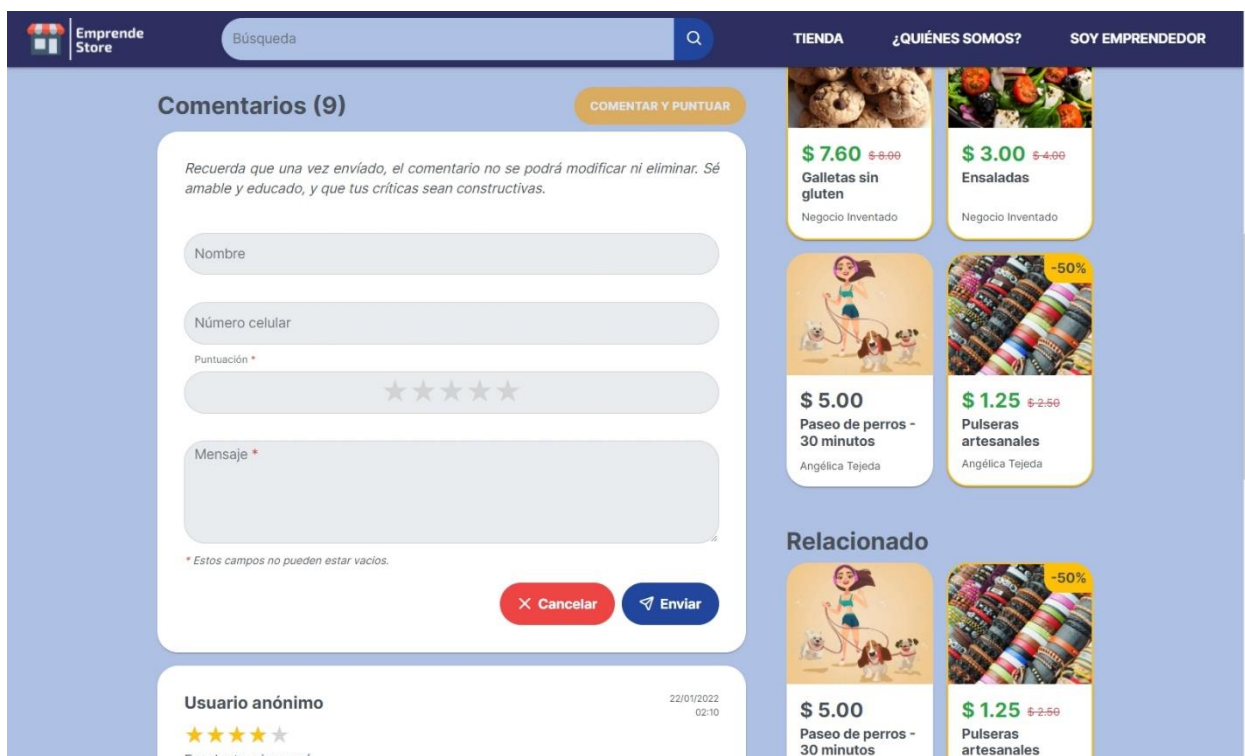 Emprende
Store
Búsqueda
TIENDA
¿QUIÉNES SOMOS?
SOY EMPRENDEDOR
Comentarios (9)
COMENTAR Y PUNTUAR
Recuerda que una vez envíado, el comentario no se podrá modificar ni eliminar. Sé
amable y educado, y que tus críticas sean constructivas.
Nombre
Número celular
Puntuación *
Mensaje *
* Estos campos no pueden estar vacios.
Cancelar
Enviar
Usuario anónimo
22/01/2022
02:10
$ 7.60 $ 8.00
Galletas sin
gluten
Negocio Inventado
$ 3.00 $ 4.00
Ensaladas
Negocio Inventado
$ 5.00
Paseo de perros -
30 minutos
Angélica Tejeda
-50%
$ 1.25 $ 2.50
Pulseras
artesanales
Angélica Tejeda
Relacionado
$ 5.00
Paseo de perros -
30 minutos
-50%
$ 1.25 $ 2.50
Pulseras
artesanales